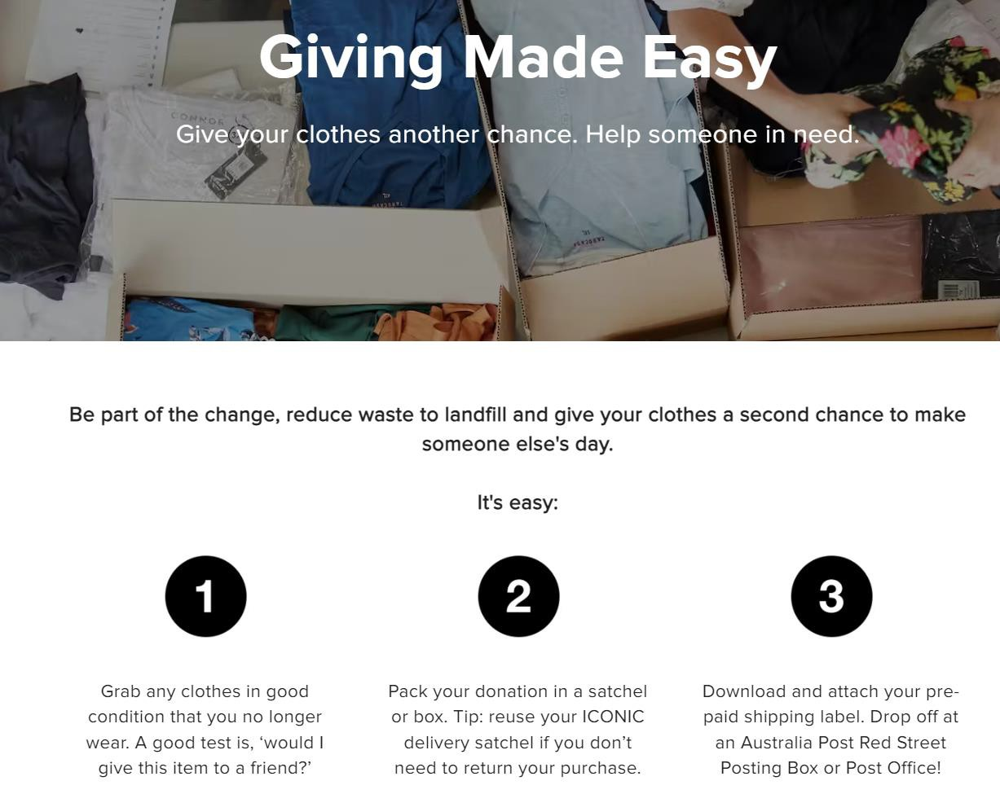 Giving Made Easy
CONNOR
Give your clothes another chance. Help someone in need.
TAROCASH
TAROCASH
Be part of the change, reduce waste to landfill and give your clothes a second chance to make
someone else's day.
It's easy:
1
2
3
Grab any clothes in good
condition that you no longer
wear. A good test is, ‘would I
give this item to a friend?’
Pack your donation in a satchel
or box. Tip: reuse your ICONIC
delivery satchel if you don’t
need to return your purchase.
Download and attach your pre-
paid shipping label. Drop off at
an Australia Post Red Street
Posting Box or Post Office!